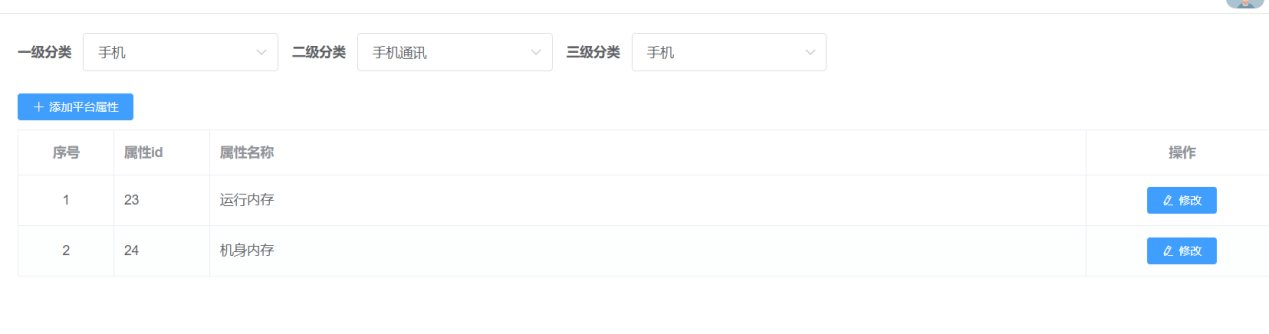 一级分类 手机 二级分类 手机通讯 三级分类 手机
添加平台属性
序号 属性id 属性名称 操作
1 23 运行内存 修改
2 24 机身内存 修改